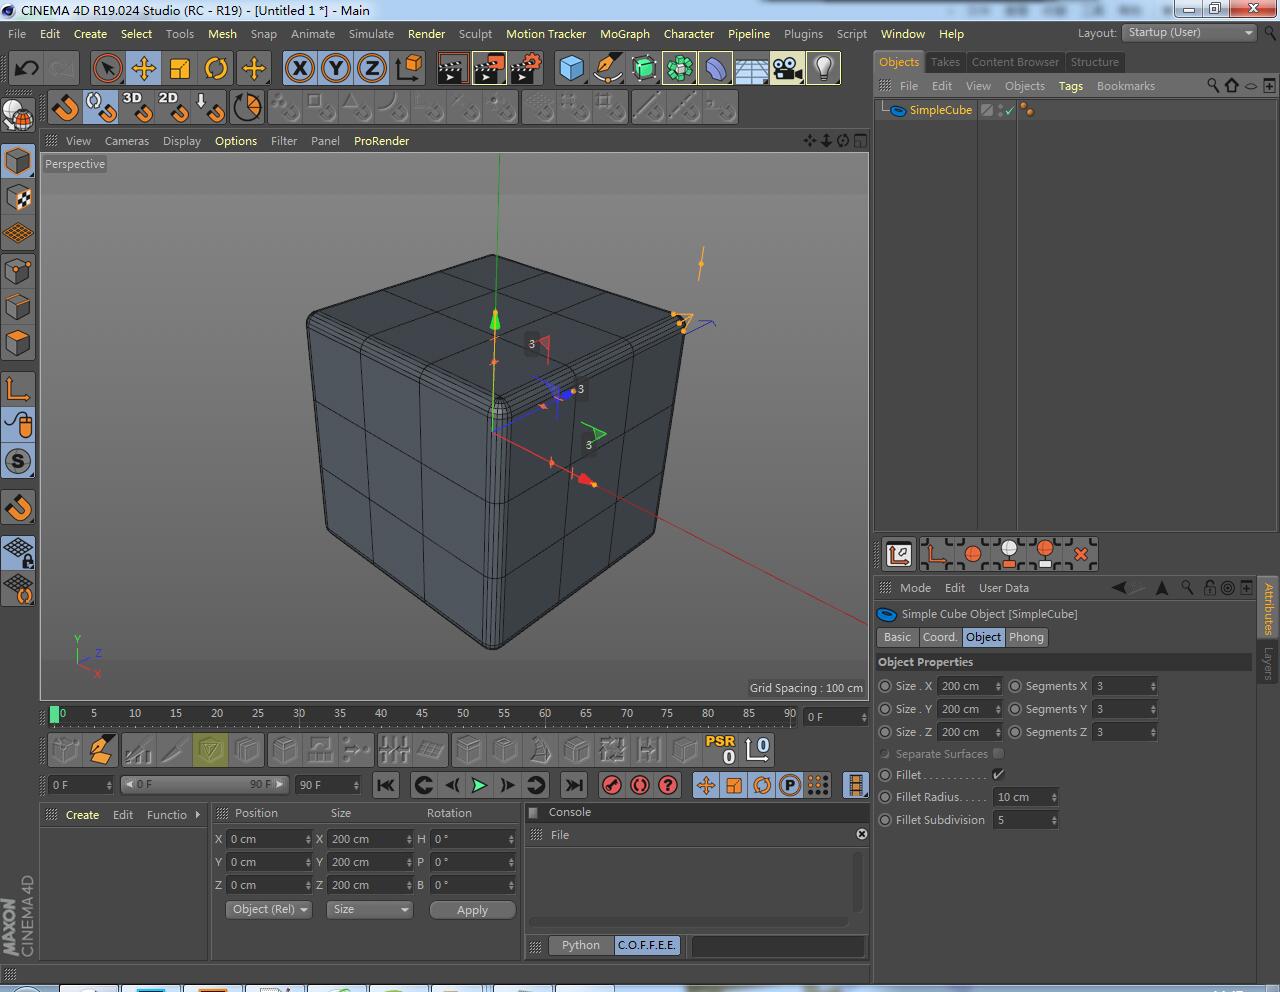 CINEMA 4D R19.024 Studio (RC - R19) - [Untitled 1 *] - Main
File Edit Create Select Tools Mesh Snap Animate Simulate Render Sculpt Motion Tracker MoGraph Character Pipeline Plugins Script Window Help Layout: Startup (User)
Objects Takes Content Browser Structure
File Edit View Objects Tags Bookmarks
X Y Z
3D 2D
SimpleCube
View Cameras Display Options Filter Panel ProRender
Perspective
3
3
3
S
Y
Z
X
Grid Spacing : 100 cm
Mode Edit User Data
Simple Cube Object [SimpleCube]
Basic Coord. Object Phong
Object Properties
Size . X 200 cm Segments X 3
Size . Y 200 cm Segments Y 3
Size . Z 200 cm Segments Z 3
Separate Surfaces
Fillet . . . . . . . . . . .
Fillet Radius. . . . . 10 cm
Fillet Subdivision 5
Attributes
Layers
0 5 10 15 20 25 30 35 40 45 50 55 60 65 70 75 80 85 90 0 F
PSR
0
0
0 F 0 F 90 F 90 F
? P
Create Edit Functio
Position Size Rotation
X 0 cm X 200 cm H 0 °
Y 0 cm Y 200 cm P 0 °
Z 0 cm Z 200 cm B 0 °
Object (Rel) Size Apply
Console
File
Python C.O.F.F.E.E.
MAXON
CINEMA 4D